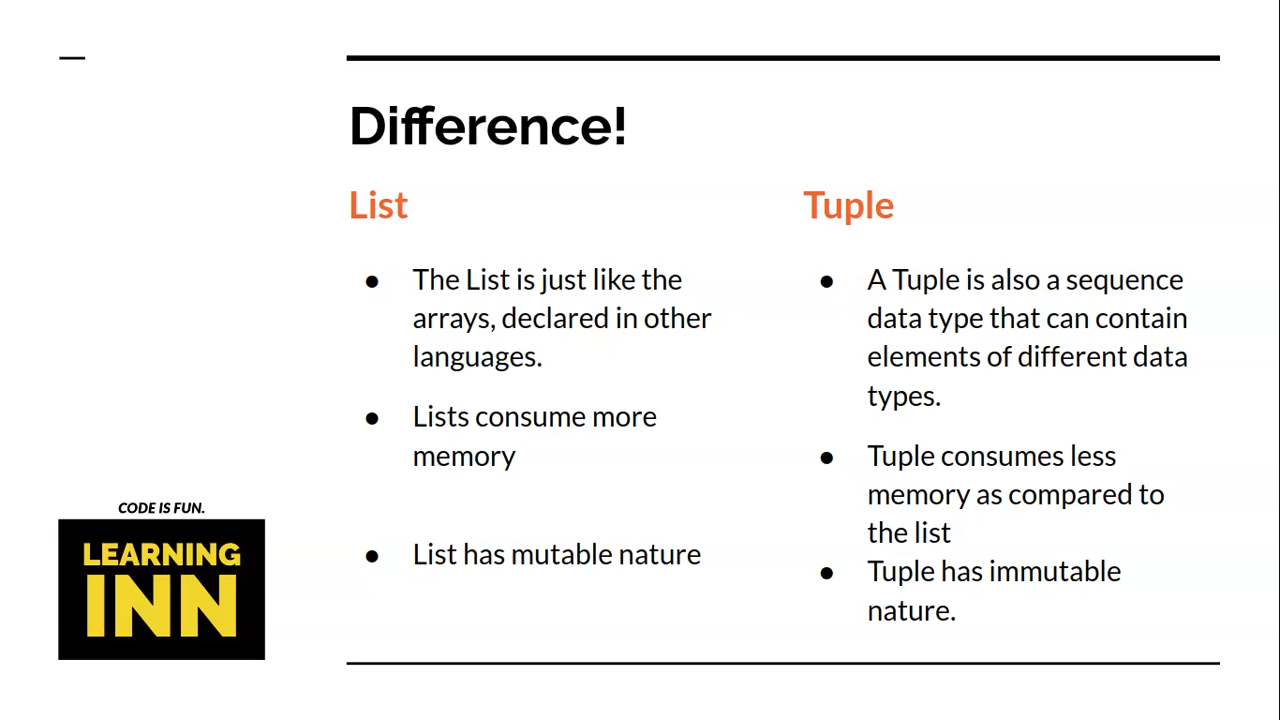 Difference!
List
The List is just like the
arrays, declared in other
languages.
Lists consume more
memory
List has mutable nature
Tuple
A Tuple is also a sequence
data type that can contain
elements of different data
types.
Tuple consumes less
memory as compared to
the list
Tuple has immutable
nature.
CODE IS FUN.
LEARNING
INN